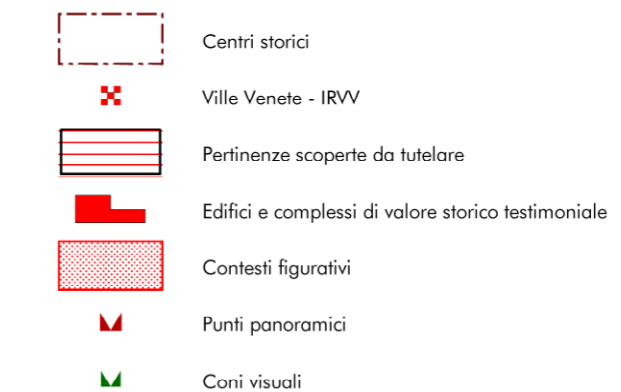 Centri storici
Ville Venete - IRVV
Pertinenze scoperte da tutelare
Edifici e complessi di valore storico testimoniale
Contesti figurativi
Punti panoramici
Coni visuali